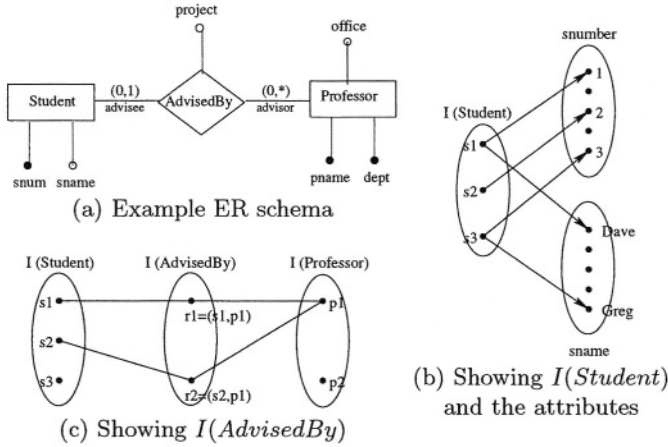 project
office
Student
(0,1)
advisee
AdvisedBy
(0,*)
advisor
Professor
snum
sname
pname
dept
(a) Example ER schema
I (Student)
I (AdvisedBy)
I (Professor)
s1
r1=(s1,p1)
p1
s2
s3
r2=(s2,p1)
p2
(c) Showing I(AdvisedBy)
snumber
1
2
3
I (Student)
s1
s2
s3
Dave
Greg
sname
(b) Showing I(Student)
and the attributes